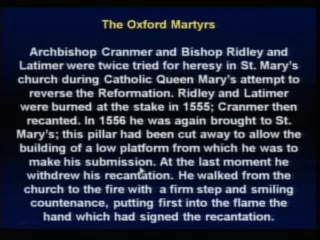 The Oxford Martyrs
Archbishop Cranmer and Bishop Ridley and
Latimer were twice tried for heresy in St. Mary's
church during Catholic Queen Mary's attempt to
reverse the Reformation. Ridley and Latimer
were burned at the stake in 1555; Cranmer then
recanted. In 1556 he was again brought to St.
Mary's; this pillar had been cut away to allow the
building of a low platform from which he was to
make his submission. At the last moment he
withdrew his recantation. He walked from the
church to the fire with a firm step and smiling
countenance, putting first into the flame the
hand which had signed the recantation.